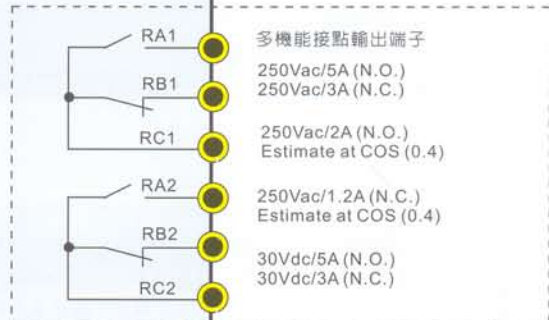 RA1
RB1
RC1
RA2
RB2
RC2
多機能接點輸出端子
250Vac/5A (N.O.)
250Vac/3A (N.C.)
250Vac/2A (N.O.)
Estimate at COS (0.4)
250Vac/1.2A (N.C.)
Estimate at COS (0.4)
30Vdc/5A (N.O.)
30Vdc/3A (N.C.)